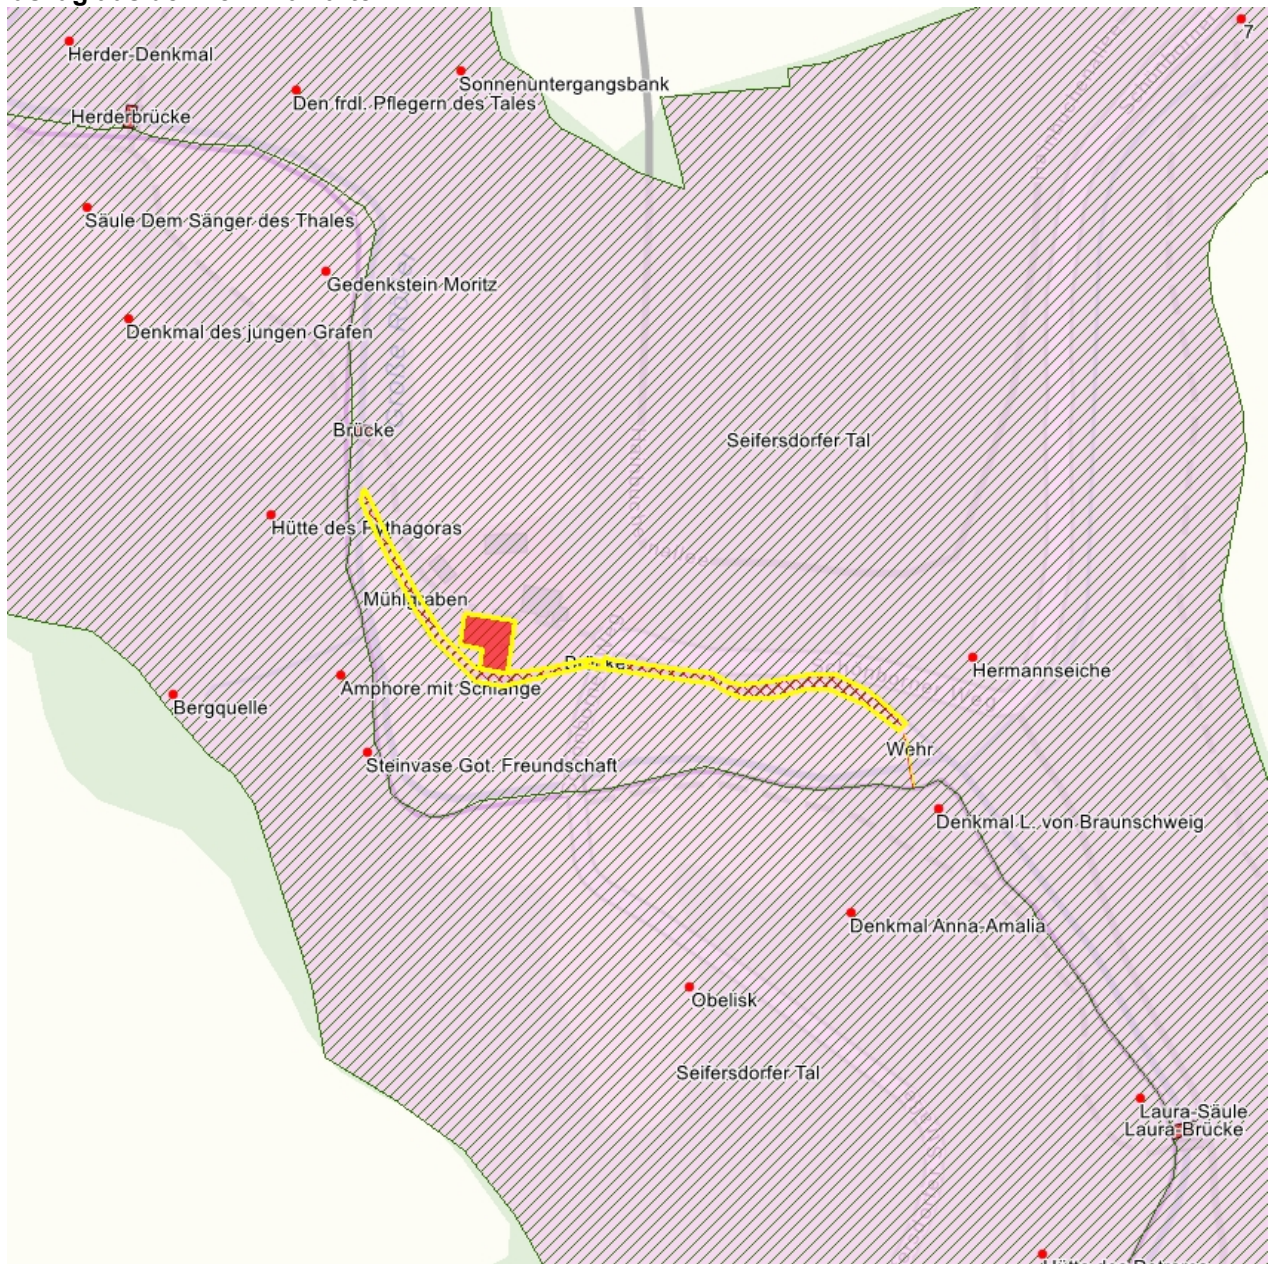 Herder-Denkmal
7
Sonnenuntergangsbank
Den frdl. Pflegern des Tales
Herderbrücke
Säule Dem Sänger des Thales
Gedenkstein Moritz
Denkmal des jungen Grafen
Brücke
Seifersdorfer Tal
Hütte des Pythagoras
Mühlgraben
Brücke
Hermannseiche
Amphore mit Schlange
Bergquelle
Wehr
Steinvase Got. Freundschaft
Denkmal L. von Braunschweig
Denkmal Anna-Amalia
Obelisk
Seifersdorfer Tal
Laura-Säule
Laura-Brücke